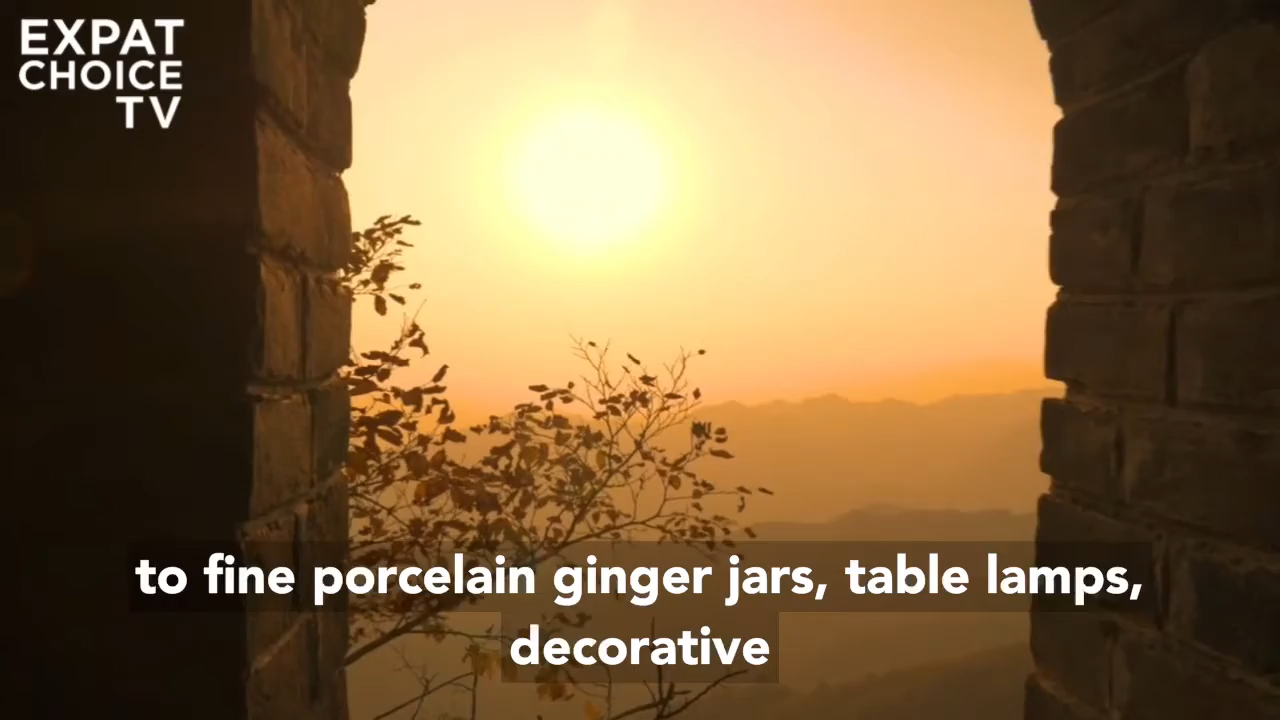 EXPAT
CHOICE
TV
to fine porcelain ginger jars, table lamps,
decorative